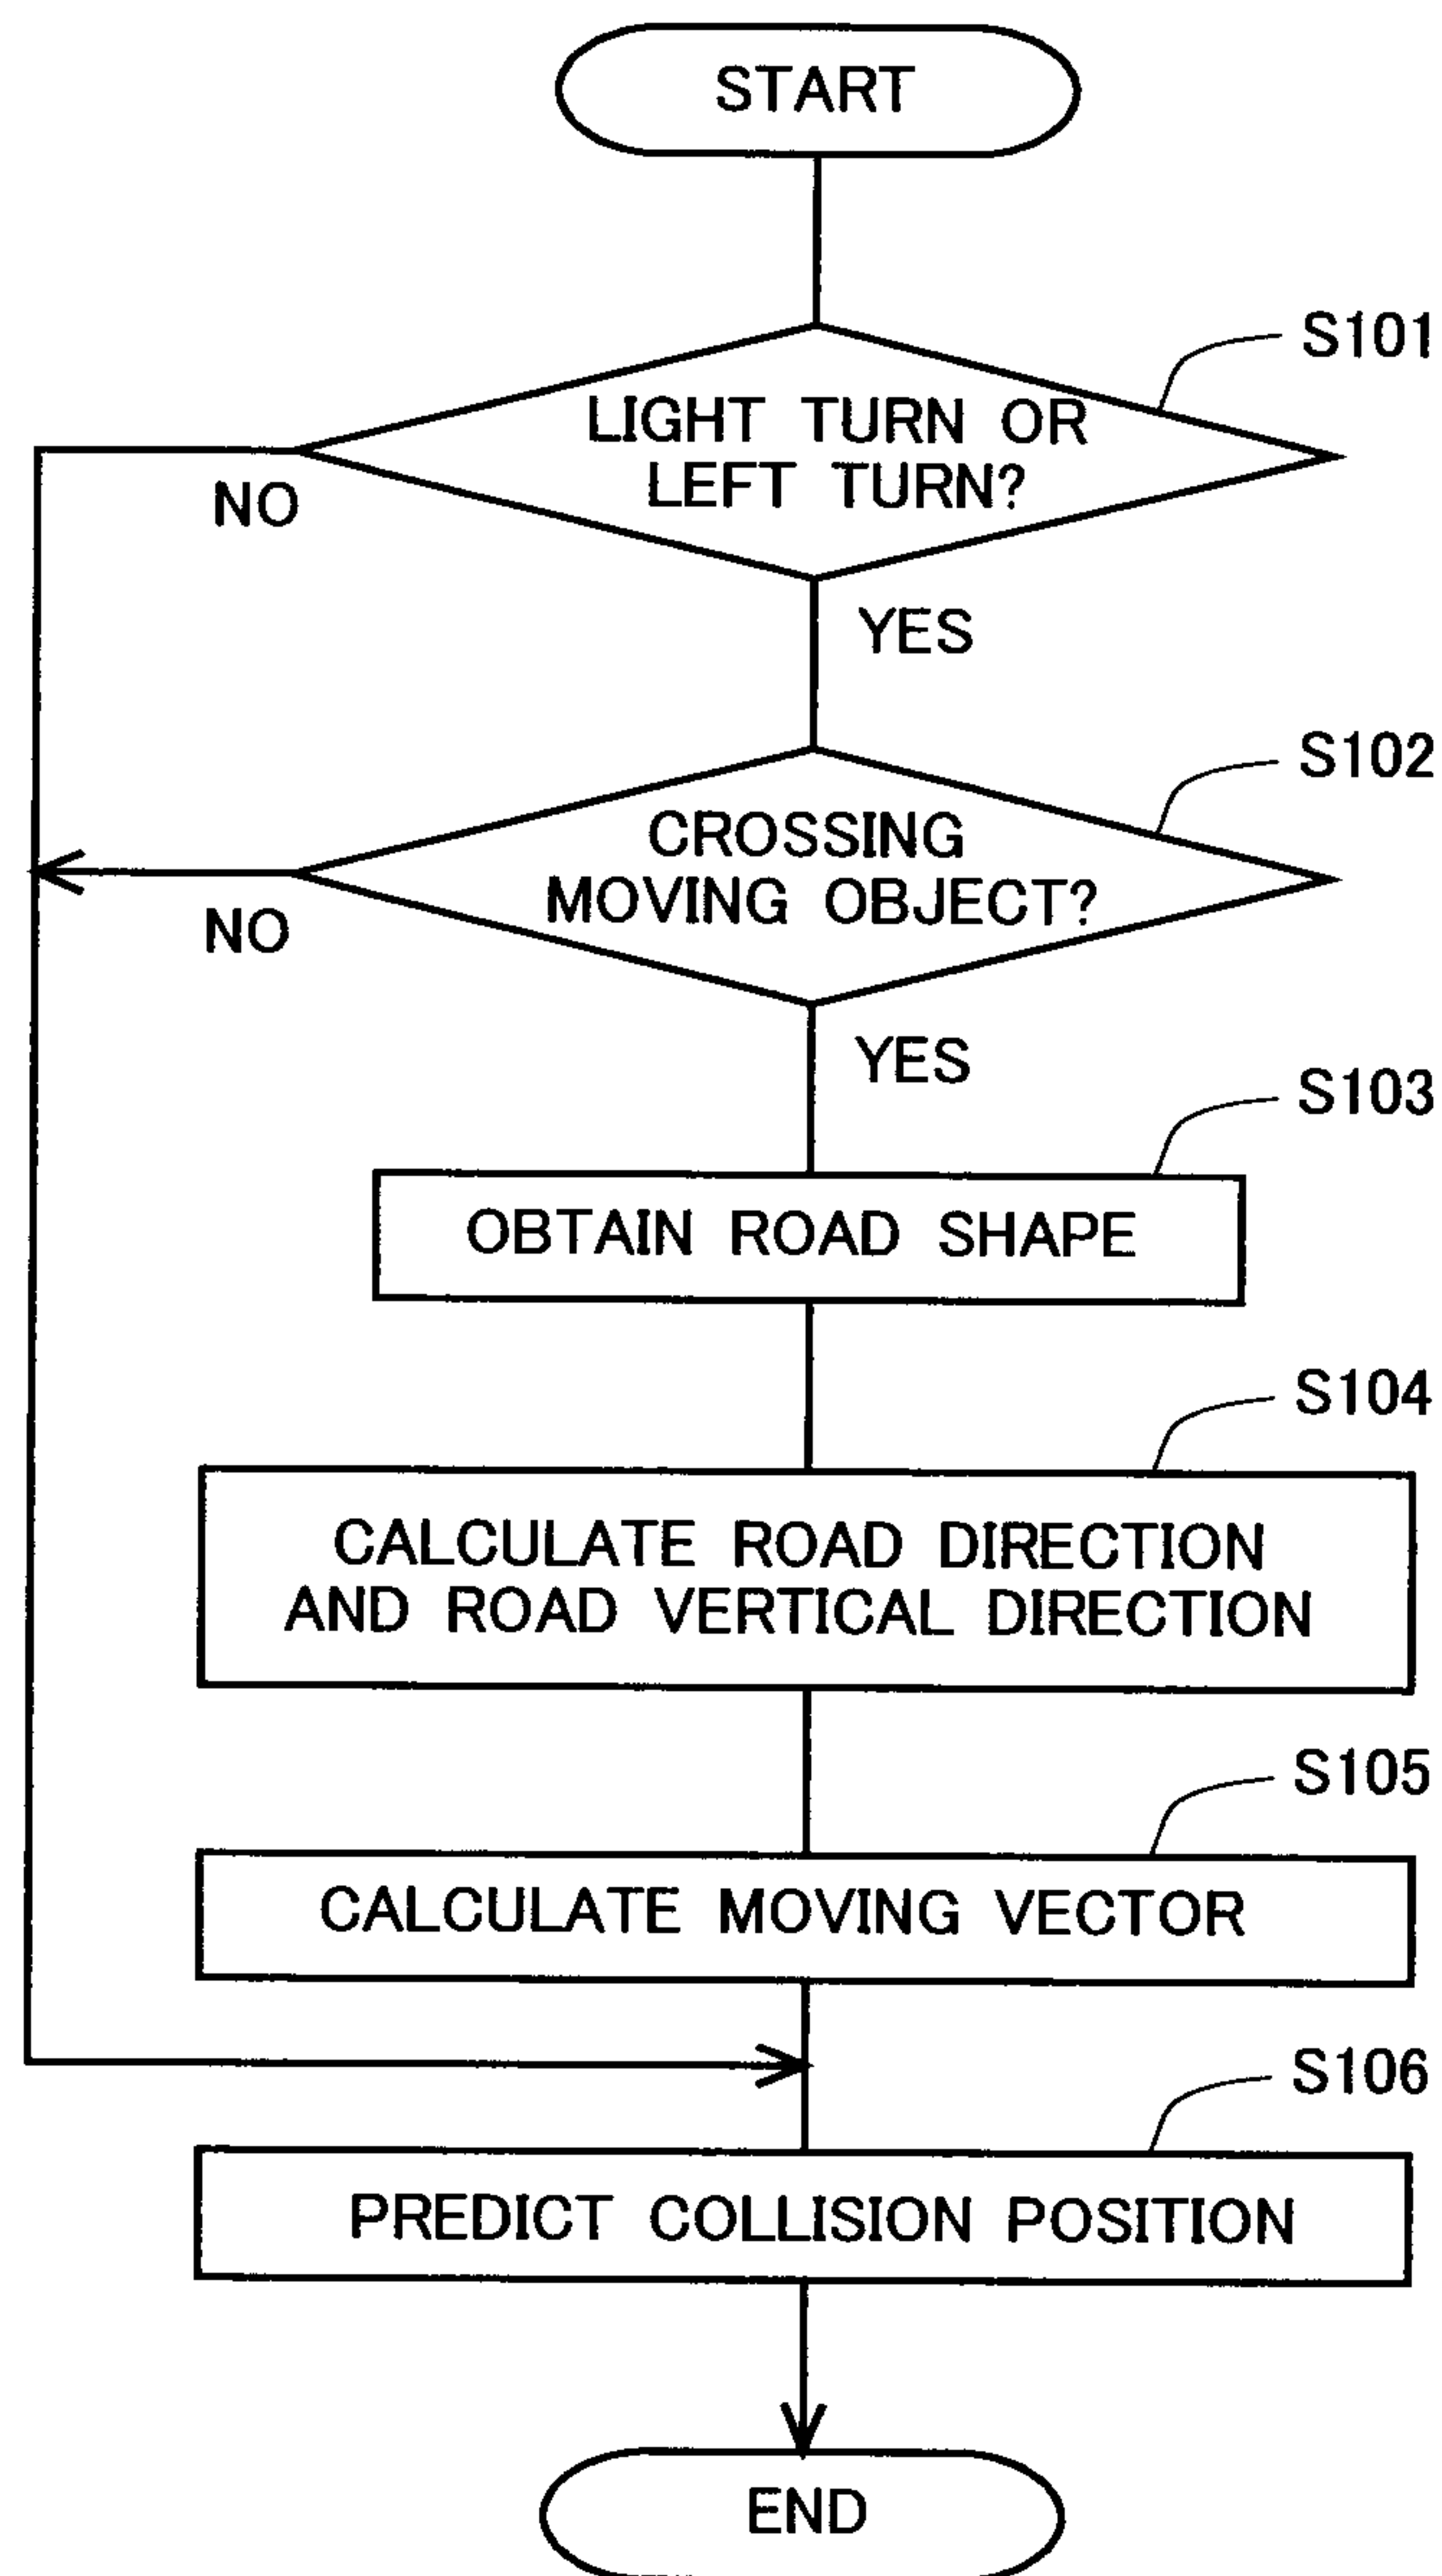 START
S101
LIGHT TURN OR
LEFT TURN?
NO
YES
S102
CROSSING
MOVING OBJECT?
NO
YES
S103
OBTAIN ROAD SHAPE
S104
CALCULATE ROAD DIRECTION
AND ROAD VERTICAL DIRECTION
S105
CALCULATE MOVING VECTOR
S106
PREDICT COLLISION POSITION
END